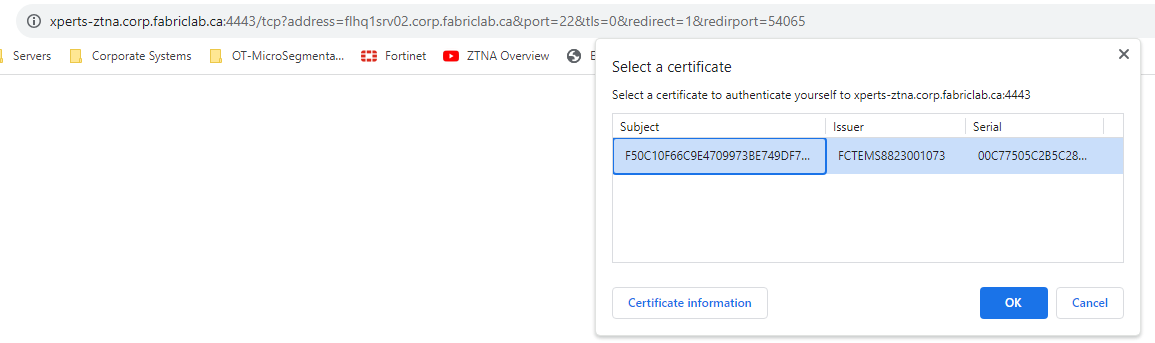 xperts-ztna.corp.fabriclab.ca:4443/tcp?address=flhq1srv02.corp.fabriclab.ca&port=22&tls=0&redirect=1&redirport=54065
Servers Corporate Systems OT-MicroSegmenta... Fortinet ZTNA Overview
Select a certificate
Select a certificate to authenticate yourself to xperts-ztna.corp.fabriclab.ca:4443
Subject Issuer Serial
F50C10F66C9E4709973BE749DF7... FCTEMS8823001073 00C77505C2B5C28...
Certificate information OK Cancel